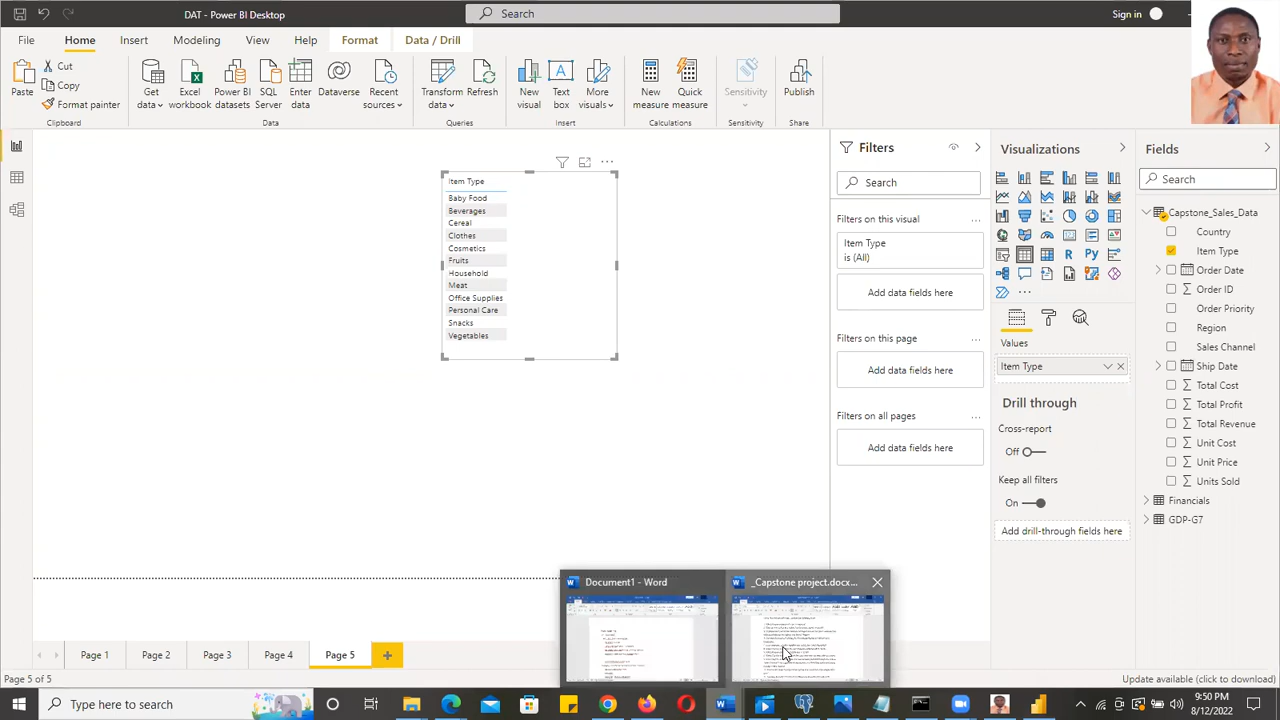 DAT - Power BI Desktop
Search
Sign in
File
Home
Insert
Modeling
View
Help
Format
Data / Drill
Paste
Cut
Copy
Format painter
Clipboard
Get data
Excel workbook
Power BI datasets
SQL Server
Enter data
Dataverse
Recent sources
Data
Transform data
Refresh
Queries
New visual
Text box
More visuals
Insert
New measure
Quick measure
Calculations
Sensitivity
Sensitivity
Publish
Share
Item Type
Baby Food
Beverages
Cereal
Clothes
Cosmetics
Fruits
Household
Meat
Office Supplies
Personal Care
Snacks
Vegetables
Filters
Search
Filters on this visual
Item Type
is (All)
Add data fields here
Filters on this page
Add data fields here
Filters on all pages
Add data fields here
Visualizations
R
Py
Values
Item Type
Drill through
Cross-report
Off
Keep all filters
On
Add drill-through fields here
Fields
Search
Capstone_Sales_Data
Country
Item Type
Order Date
Order ID
Order Priority
Region
Sales Channel
Ship Date
Total Cost
Total Profit
Total Revenue
Unit Cost
Unit Price
Units Sold
Financials
GDP-G7
Document1 - Word
_Capstone project.docx...
Page 5
Page 5 of 5
Update available (click to download)
Type here to search
9:50 PM
8/12/2022